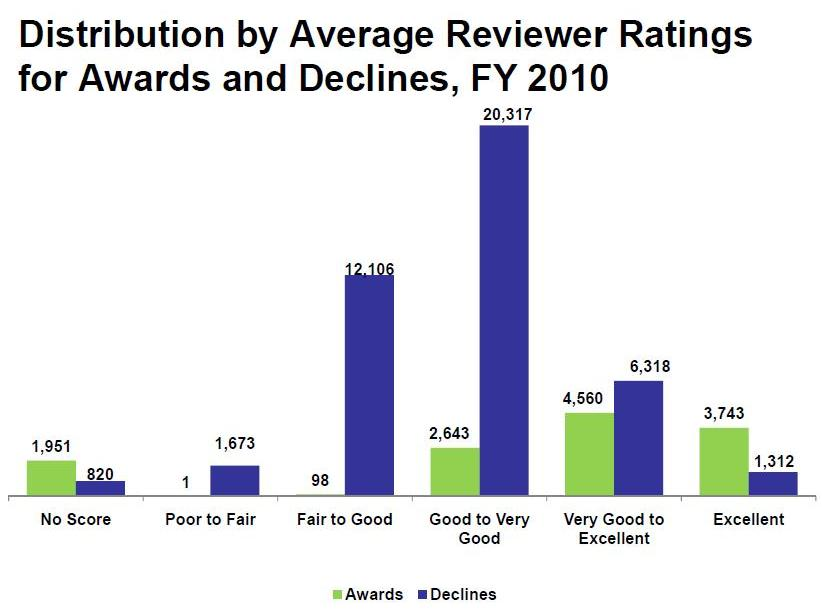 Distribution by Average Reviewer Ratings
for Awards and Declines, FY 2010
20,317
12,106
6,318
4,560
3,743
2,643
1,951
1,673
1,312
820
98
1
No Score
Poor to Fair
Fair to Good
Good to Very
Good
Very Good to
Excellent
Excellent
Awards
Declines